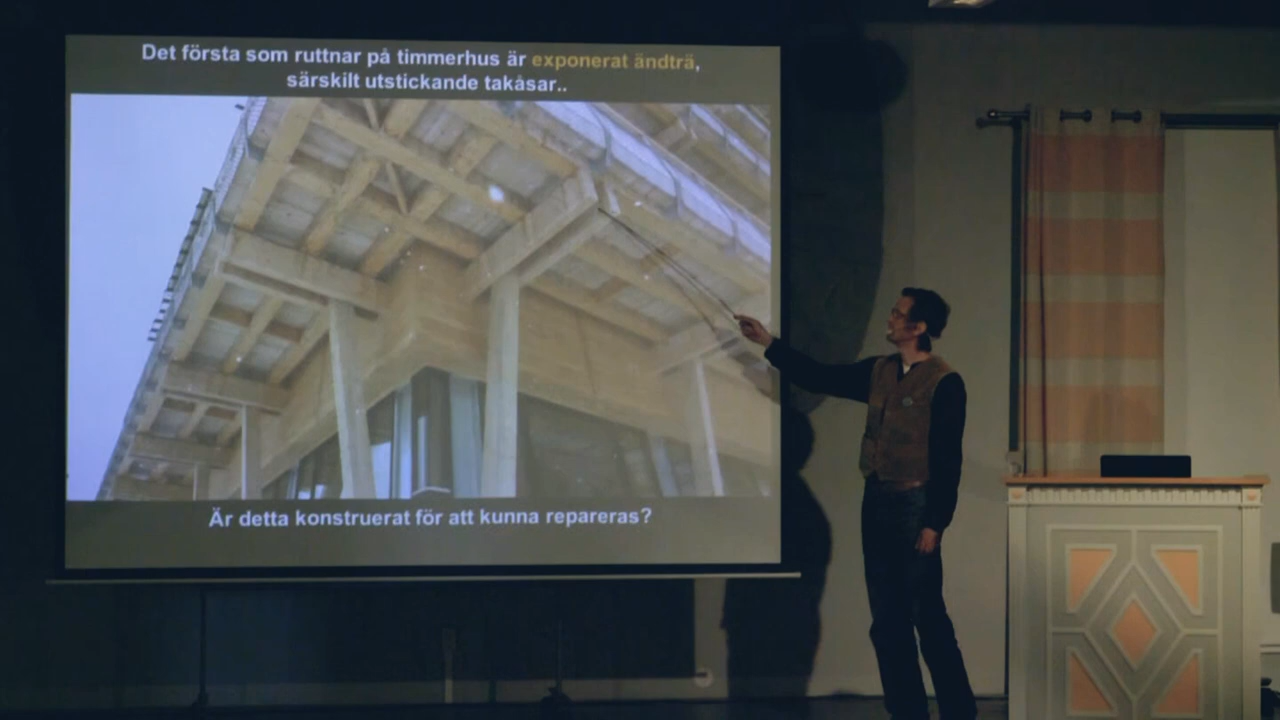 Det första som ruttnar på timmerhus är exponerat ändträ,
särskilt utstickande takåsar..
Är detta konstruerat för att kunna repareras?